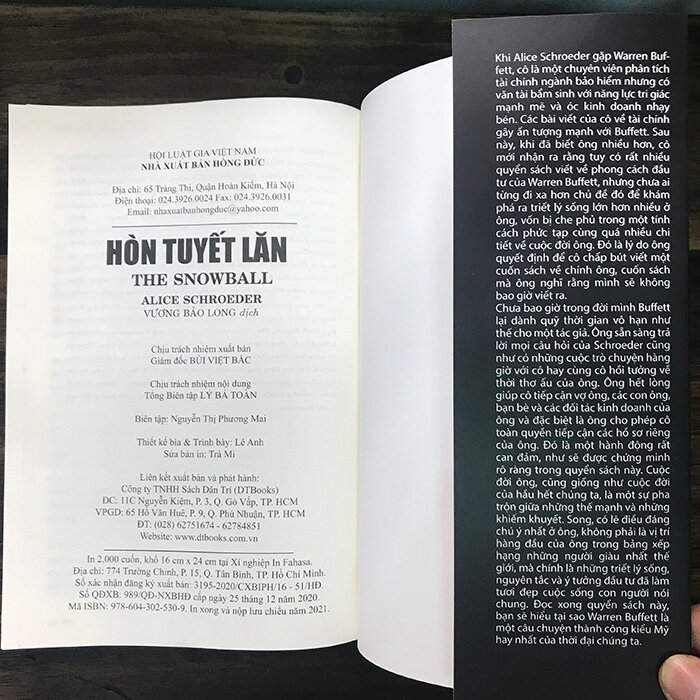 HỘI LUẬT GIA VIỆT NAM
NHÀ XUẤT BẢN HỒNG ĐỨC
Địa chỉ: 65 Tràng Thi, Quận Hoàn Kiếm, Hà Nội
Điện thoại: 024.3926.0024 Fax: 024.3926.0031
Email: nhaxuatbanhongduc@yahoo.com
HÒN TUYẾT LĂN
THE SNOWBALL
ALICE SCHROEDER
VƯƠNG BẢO LONG dịch
Chịu trách nhiệm xuất bản
Giám đốc BÙI VIỆT BẮC
Chịu trách nhiệm nội dung
Tổng Biên tập LÝ BÁ TOÀN
Biên tập: Nguyễn Thị Phương Mai
Thiết kế bìa & Trình bày: Lê Anh
Sửa bản in: Trà Mi
Liên kết xuất bản và phát hành:
Công ty TNHH Sách Dân Trí (DTBooks)
ĐC: 11C Nguyễn Kiệm, P. 3, Q. Gò Vấp, TP. HCM
VPGD: 65 Hồ Văn Huê, P. 9, Q. Phú Nhuận, TP. HCM
ĐT: (028) 62751674 - 62784851
Website: www.dtbooks.com.vn
In 2.000 cuốn, khổ 16 cm x 24 cm tại Xí nghiệp In Fahasa.
Địa chỉ: 774 Trường Chinh, P. 15, Q. Tân Bình, TP. Hồ Chí Minh.
Số xác nhận đăng ký xuất bản: 3195-2020/CXBIPH/16 - 51/HĐ.
Số QĐXB: 989/QĐ-NXBHĐ cấp ngày 25 tháng 12 năm 2020.
Mã ISBN: 978-604-302-530-9. In xong và nộp lưu chiểu năm 2021.
Khi Alice Schroeder gặp Warren Buf-
fett, cô là một chuyên viên phân tích
tài chính ngành bảo hiểm nhưng có
văn tài bẩm sinh với năng lực tri giác
mạnh mẽ và óc kinh doanh nhạy
bén. Các bài viết của cô về tài chính
gây ấn tượng mạnh với Buffett. Sau
này, khi đã biết ông nhiều hơn, cô
mới nhận ra rằng tuy có rất nhiều
quyển sách viết về phong cách đầu
tư của Warren Buffett, nhưng chưa ai
từng đi xa hơn chủ đề đó để khám
phá ra triết lý sống lớn hơn nhiều ở
ông, vốn bị che phủ trong một tính
cách phức tạp cùng quá nhiều chi
tiết về cuộc đời ông. Đó là lý do ông
quyết định để cô chấp bút viết một
cuốn sách về chính ông, cuốn sách
mà ông nghĩ rằng mình sẽ không
bao giờ viết ra.
Chưa bao giờ trong đời mình Buffett
lại dành quỹ thời gian vô hạn như
thế cho một tác giả. Ông sẵn sàng trả
lời mọi câu hỏi của Schroeder cũng
như có những cuộc trò chuyện hàng
giờ với cô hay cùng cô hồi tưởng về
thời thơ ấu của ông. Ông hết lòng
giúp cô tiếp cận vợ ông, các con ông,
bạn bè và các đối tác kinh doanh của
ông và đặc biệt là ông cho phép cô
toàn quyền tiếp cận các hồ sơ riêng
của ông. Đó là một hành động rất
can đảm, như sẽ được chứng minh
rõ ràng trong quyển sách này. Cuộc
đời ông, cũng giống như cuộc đời
của hầu hết chúng ta, là một sự pha
trộn giữa những thế mạnh và những
khiếm khuyết. Song, có lẽ điều đáng
chú ý nhất ở ông, không phải là vị trí
hàng đầu của ông trong bảng xếp
hạng những người giàu nhất thế
giới, mà chính là những triết lý sống,
nguyên tắc và ý tưởng đầu tư đã làm
tươi đẹp cuộc sống con người nói
chung. Đọc xong quyển sách này,
bạn sẽ hiểu tại sao Warren Buffett là
một câu chuyện thành công kiểu Mỹ
hay nhất của thời đại chúng ta.